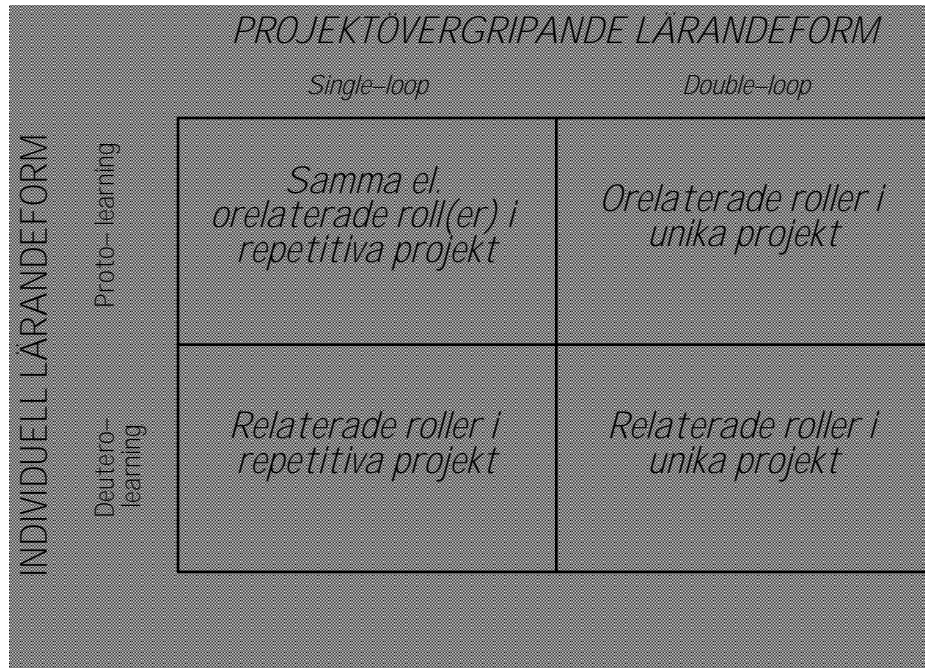 PROJEKTÖVERGRIPANDE LÄRANDEFORM
Single–loop
Double–loop
INDIVIDUELL LÄRANDEFORM
Proto– learning
Samma el.
orelaterade roll(er) i
repetitiva projekt
Orelaterade roller i
unika projekt
Deutero–
learning
Relaterade roller i
repetitiva projekt
Relaterade roller i
unika projekt